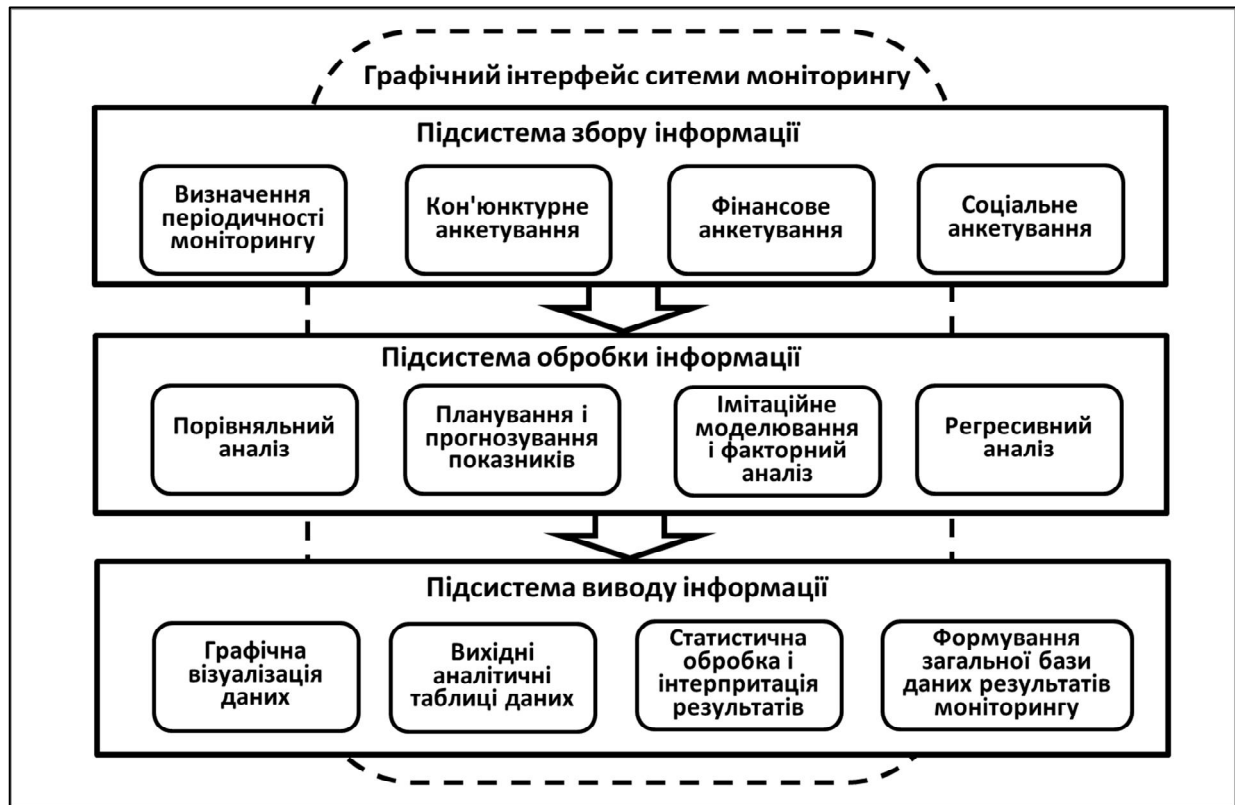 Графічний інтерфейс ситеми моніторингу
Підсистема збору інформації
Визначення
періодичності
моніторингу
Кон'юнктурне
анкетування
Фінансове
анкетування
Соціальне
анкетування
Підсистема обробки інформації
Порівняльний
аналіз
Планування і
прогнозування
показників
Імітаційне
моделювання
і факторний
аналіз
Регресивний
аналіз
Підсистема виводу інформації
Графічна
візуалізація
даних
Вихідні
аналітичні
таблиці даних
Статистична
обробка і
інтерпритація
результатів
Формування
загальної бази
даних результатів
моніторингу